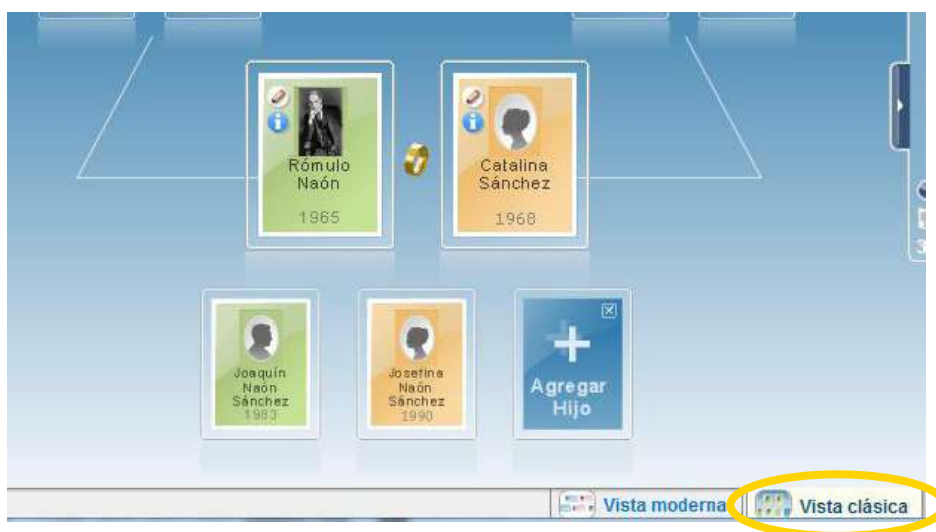 Rómulo
Naón
1965
Catalina
Sánchez
1968
Joaquín
Naón
Sánchez
1983
Josefina
Naón
Sánchez
1990
Agregar
Hijo
Vista moderna
Vista clásica